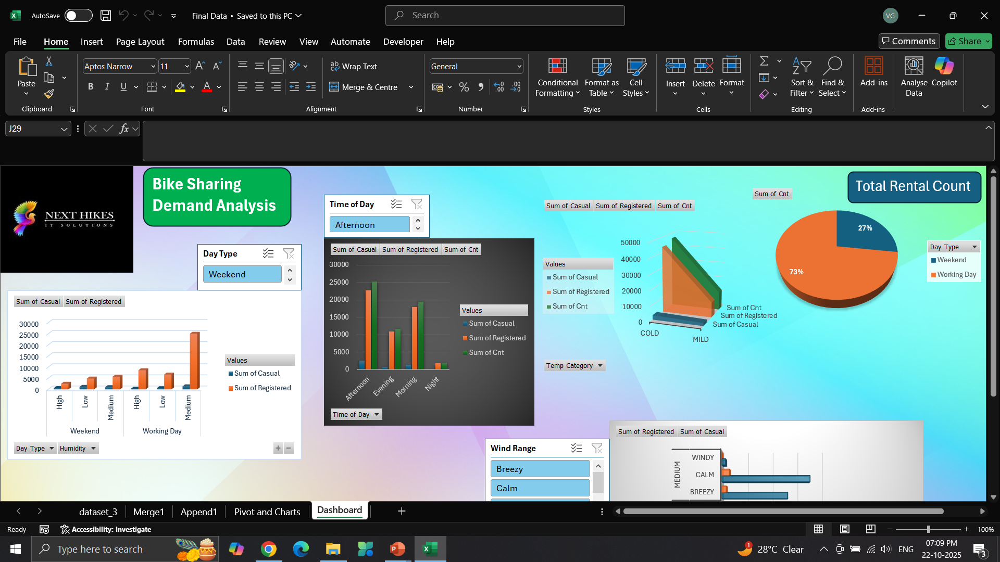 AutoSave
Final Data • Saved to this PC
Search
VG
File Home Insert Page Layout Formulas Data Review View Automate Developer Help
Comments
Share
Paste
Clipboard
Aptos Narrow
11
B I U
Font
Wrap Text
Merge & Centre
Alignment
General
Number
Conditional Formatting
Format as Table
Cell Styles
Styles
Insert
Delete
Format
Cells
Sort & Filter
Find & Select
Editing
Add-ins
Add-ins
Analyse Data
Copilot
J29
fx
NEXT HIKES
IT SOLUTIONS
Bike Sharing
Demand Analysis
Day Type
Weekend
Sum of Casual Sum of Registered
30000
25000
20000
15000
10000
5000
0
High Low Medium High Low Medium
Weekend Working Day
Values
Sum of Casual
Sum of Registered
Day Type Humidity
Time of Day
Afternoon
Sum of Casual Sum of Registered Sum of Cnt
30000
25000
20000
15000
10000
5000
0
Afternoon Evening Morning Night
Values
Sum of Casual
Sum of Registered
Sum of Cnt
Time of Day
Sum of Casual Sum of Registered Sum of Cnt
Values
Sum of Casual
Sum of Registered
Sum of Cnt
50000
40000
30000
20000
10000
0
COLD
MILD
Sum of Cnt
Sum of Registered
Sum of Casual
Temp Category
Total Rental Count
Sum of Cnt
27%
73%
Day Type
Weekend
Working Day
Wind Range
Breezy
Calm
Sum of Registered Sum of Casual
MEDIUM
WINDY
CALM
BREEZY
dataset_3 Merge1 Append1 Pivot and Charts Dashboard
Ready
Accessibility: Investigate
100%
Type here to search
1
28°C Clear
ENG
07:09 PM
22-10-2025
3